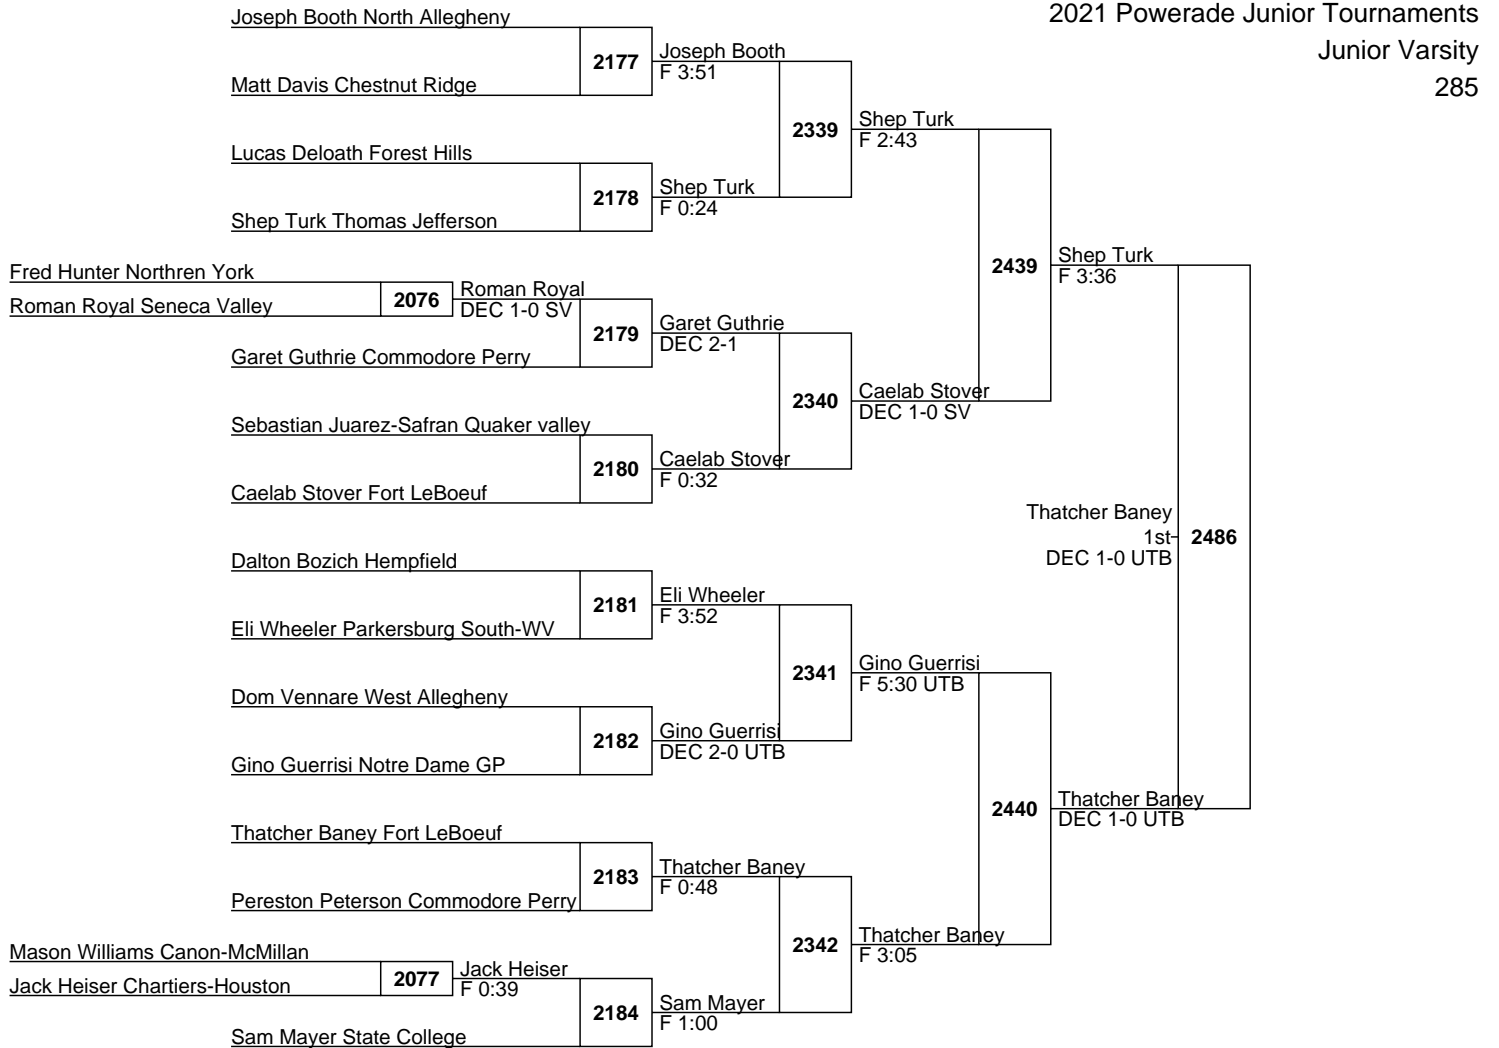 2021 Powerade Junior Tournaments
Junior Varsity
285
Joseph Booth North Allegheny
2177
Joseph Booth
F 3:51
Matt Davis Chestnut Ridge
2339
Shep Turk
F 2:43
Lucas Deloath Forest Hills
2178
Shep Turk
F 0:24
Shep Turk Thomas Jefferson
2439
Shep Turk
F 3:36
Fred Hunter Northren York
2076
Roman Royal
DEC 1-0 SV
Roman Royal Seneca Valley
2179
Garet Guthrie
DEC 2-1
Garet Guthrie Commodore Perry
2340
Caelab Stover
DEC 1-0 SV
Sebastian Juarez-Safran Quaker valley
2180
Caelab Stover
F 0:32
Caelab Stover Fort LeBoeuf
Thatcher Baney
1st
DEC 1-0 UTB
2486
Dalton Bozich Hempfield
2181
Eli Wheeler
F 3:52
Eli Wheeler Parkersburg South-WV
2341
Gino Guerrisi
F 5:30 UTB
Dom Vennare West Allegheny
2182
Gino Guerrisi
DEC 2-0 UTB
Gino Guerrisi Notre Dame GP
2440
Thatcher Baney
DEC 1-0 UTB
Thatcher Baney Fort LeBoeuf
2183
Thatcher Baney
F 0:48
Pereston Peterson Commodore Perry
2342
Thatcher Baney
F 3:05
Mason Williams Canon-McMillan
2077
Jack Heiser
F 0:39
Jack Heiser Chartiers-Houston
2184
Sam Mayer
F 1:00
Sam Mayer State College